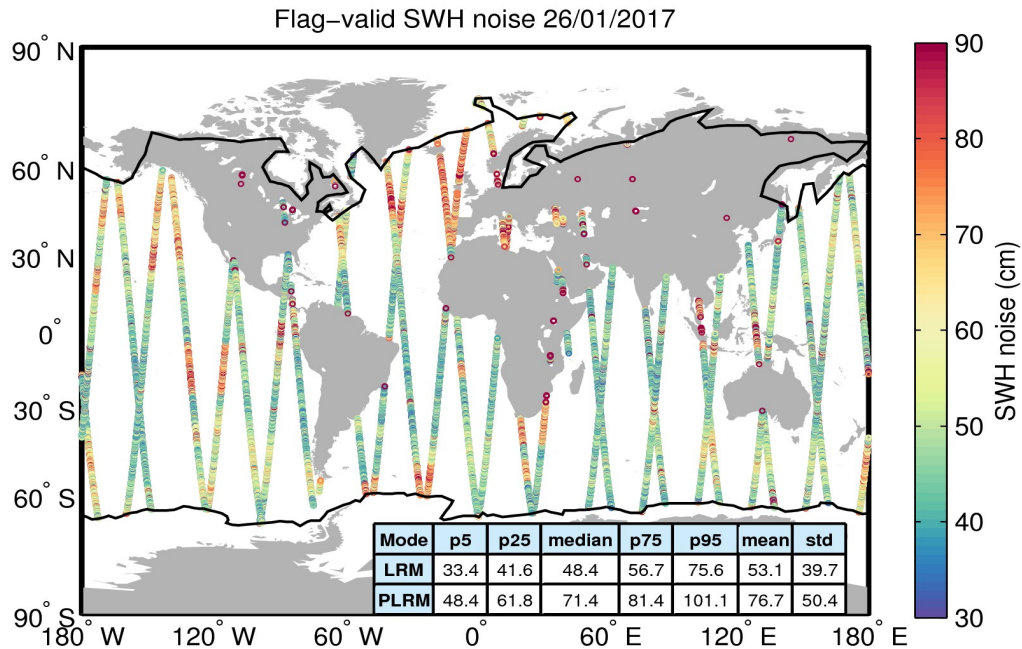 Flag−valid SWH noise 26/01/2017
90° N
60° N
30° N
0°
30° S
60° S
90° S
180° W
120° W
60° W
0°
60° E
120° E
180° E
90
80
70
60
50
40
30
SWH noise (cm)
Mode p5 p25 median p75 p95 mean std
LRM 33.4 41.6 48.4 56.7 75.6 53.1 39.7
PLRM 48.4 61.8 71.4 81.4 101.1 76.7 50.4